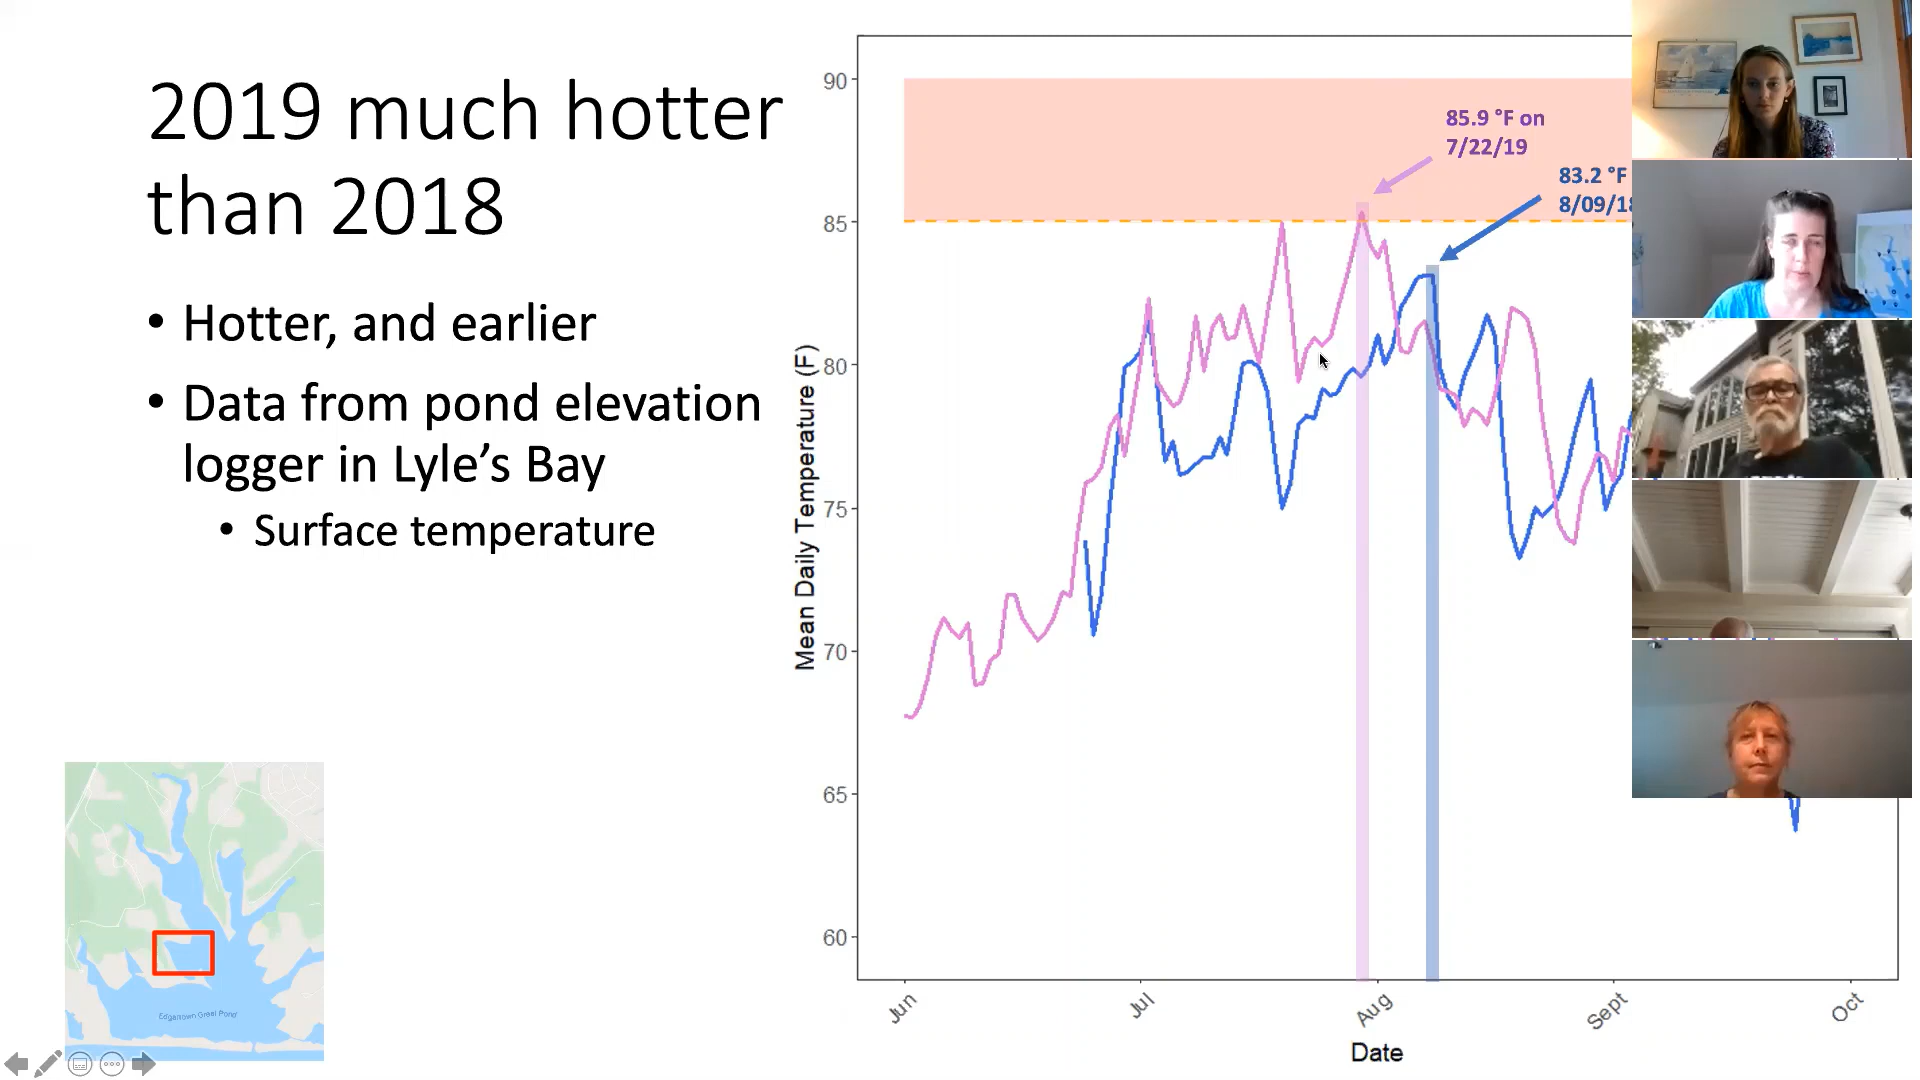 2019 much hotter
than 2018
• Hotter, and earlier
• Data from pond elevation
logger in Lyle’s Bay
• Surface temperature
Edgartown Great Pond
85.9 °F on
7/22/19
83.2 °F
8/09/18
Mean Daily Temperature (F)
90
85
80
75
70
65
60
Jun
Jul
Aug
Sept
Oct
Date